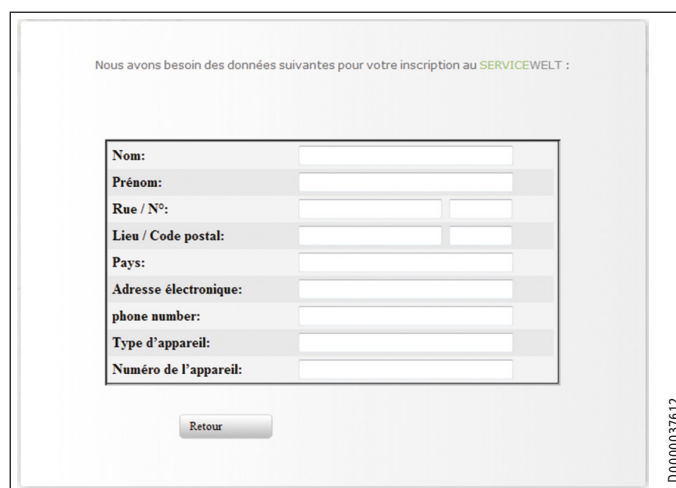 Nous avons besoin des données suivantes pour votre inscription au SERVICEWELT :
Nom:
Prénom:
Rue / N°:
Lieu / Code postal:
Pays:
Adresse électronique:
phone number:
Type d'appareil:
Numéro de l'appareil:
Retour
D0000037612